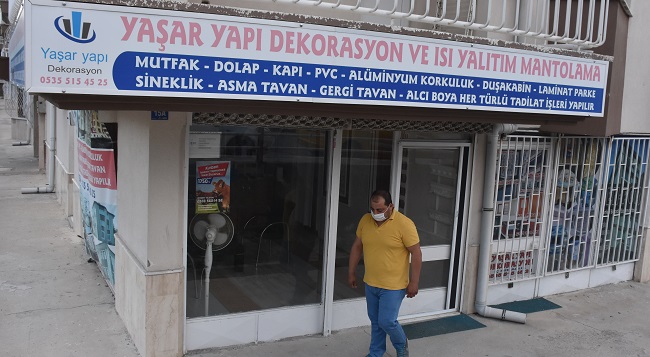 Yaşar yapı
Dekorasyon
0535 515 45 25
YAŞAR YAPI DEKORASYON VE ISI YALITIM MANTOLAMA
MUTFAK - DOLAP - KAPI - PVC - ALÜMİNYUM KORKULUK - DUŞAKABİN - LAMİNAT PARKE
SİNEKLİK - ASMA TAVAN - GERGİ TAVAN - ALÇI BOYA HER TÜRLÜ TADİLAT İŞLERİ YAPILIR
15A